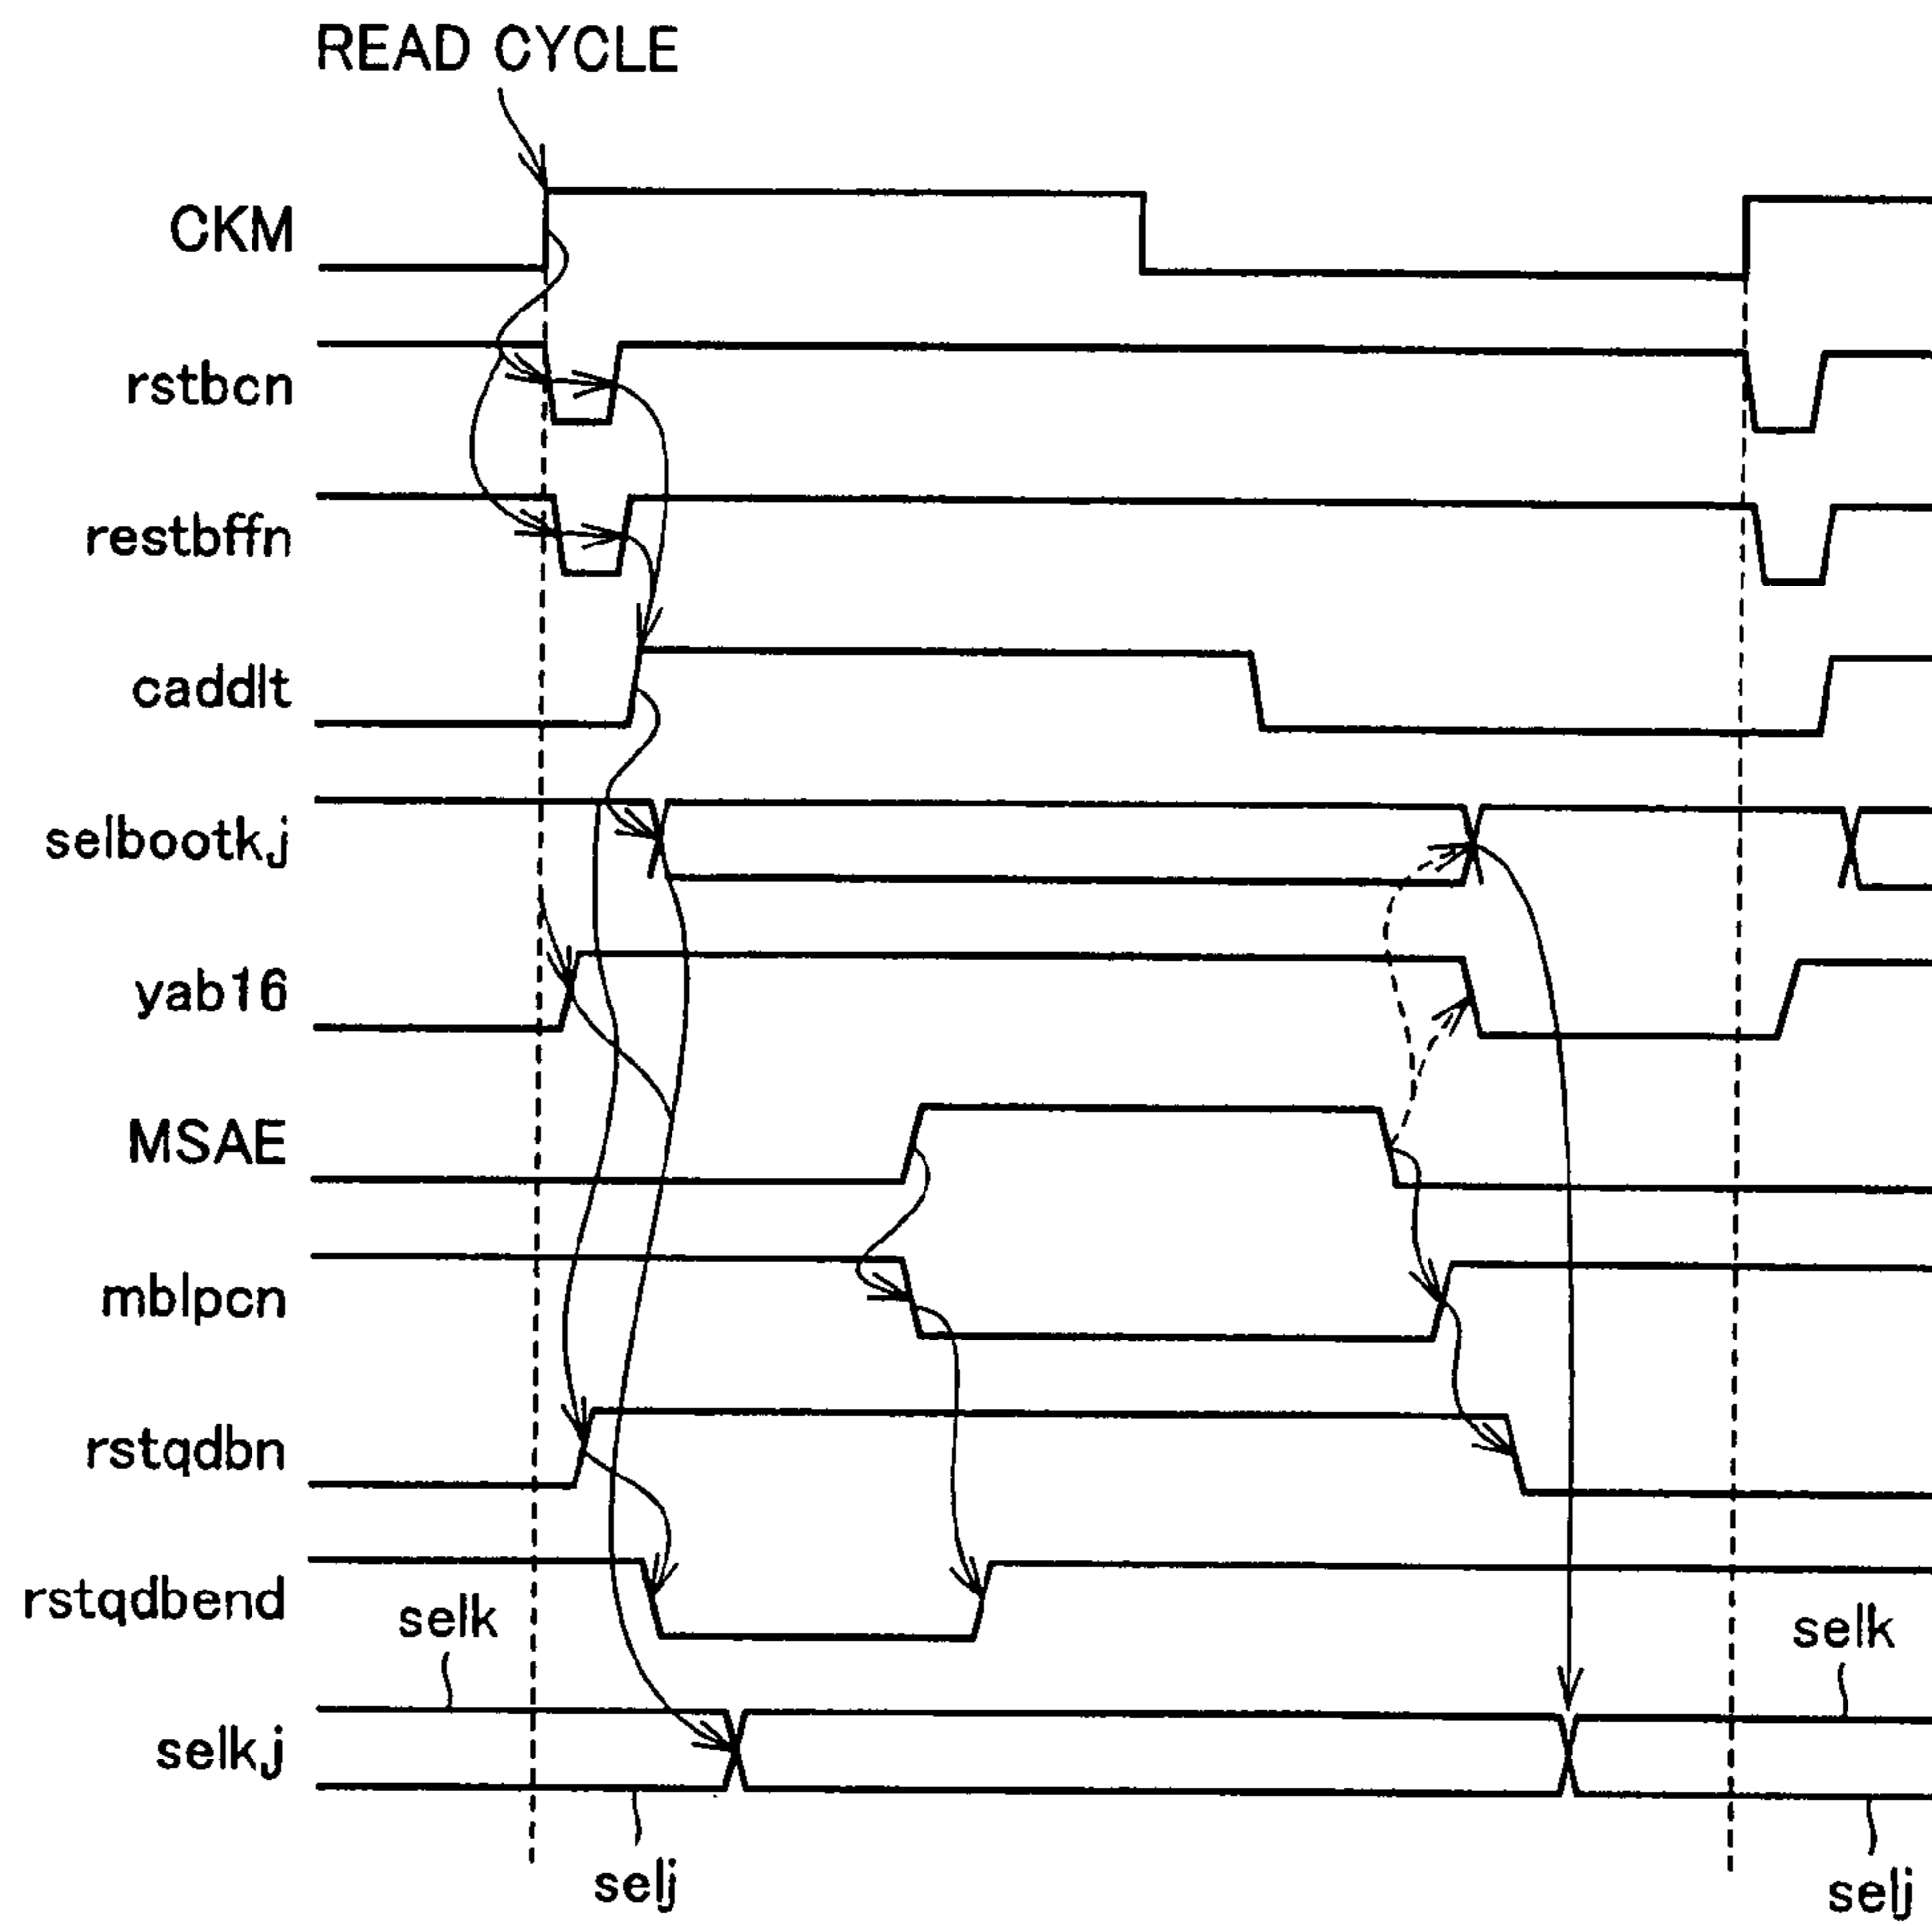 READ CYCLE
CKM
rstbcn
restbffn
caddlt
selbootkj
yab16
MSAE
mblpcn
rstqdbn
rstqdbend
selk
selk
selkj
selj
selj